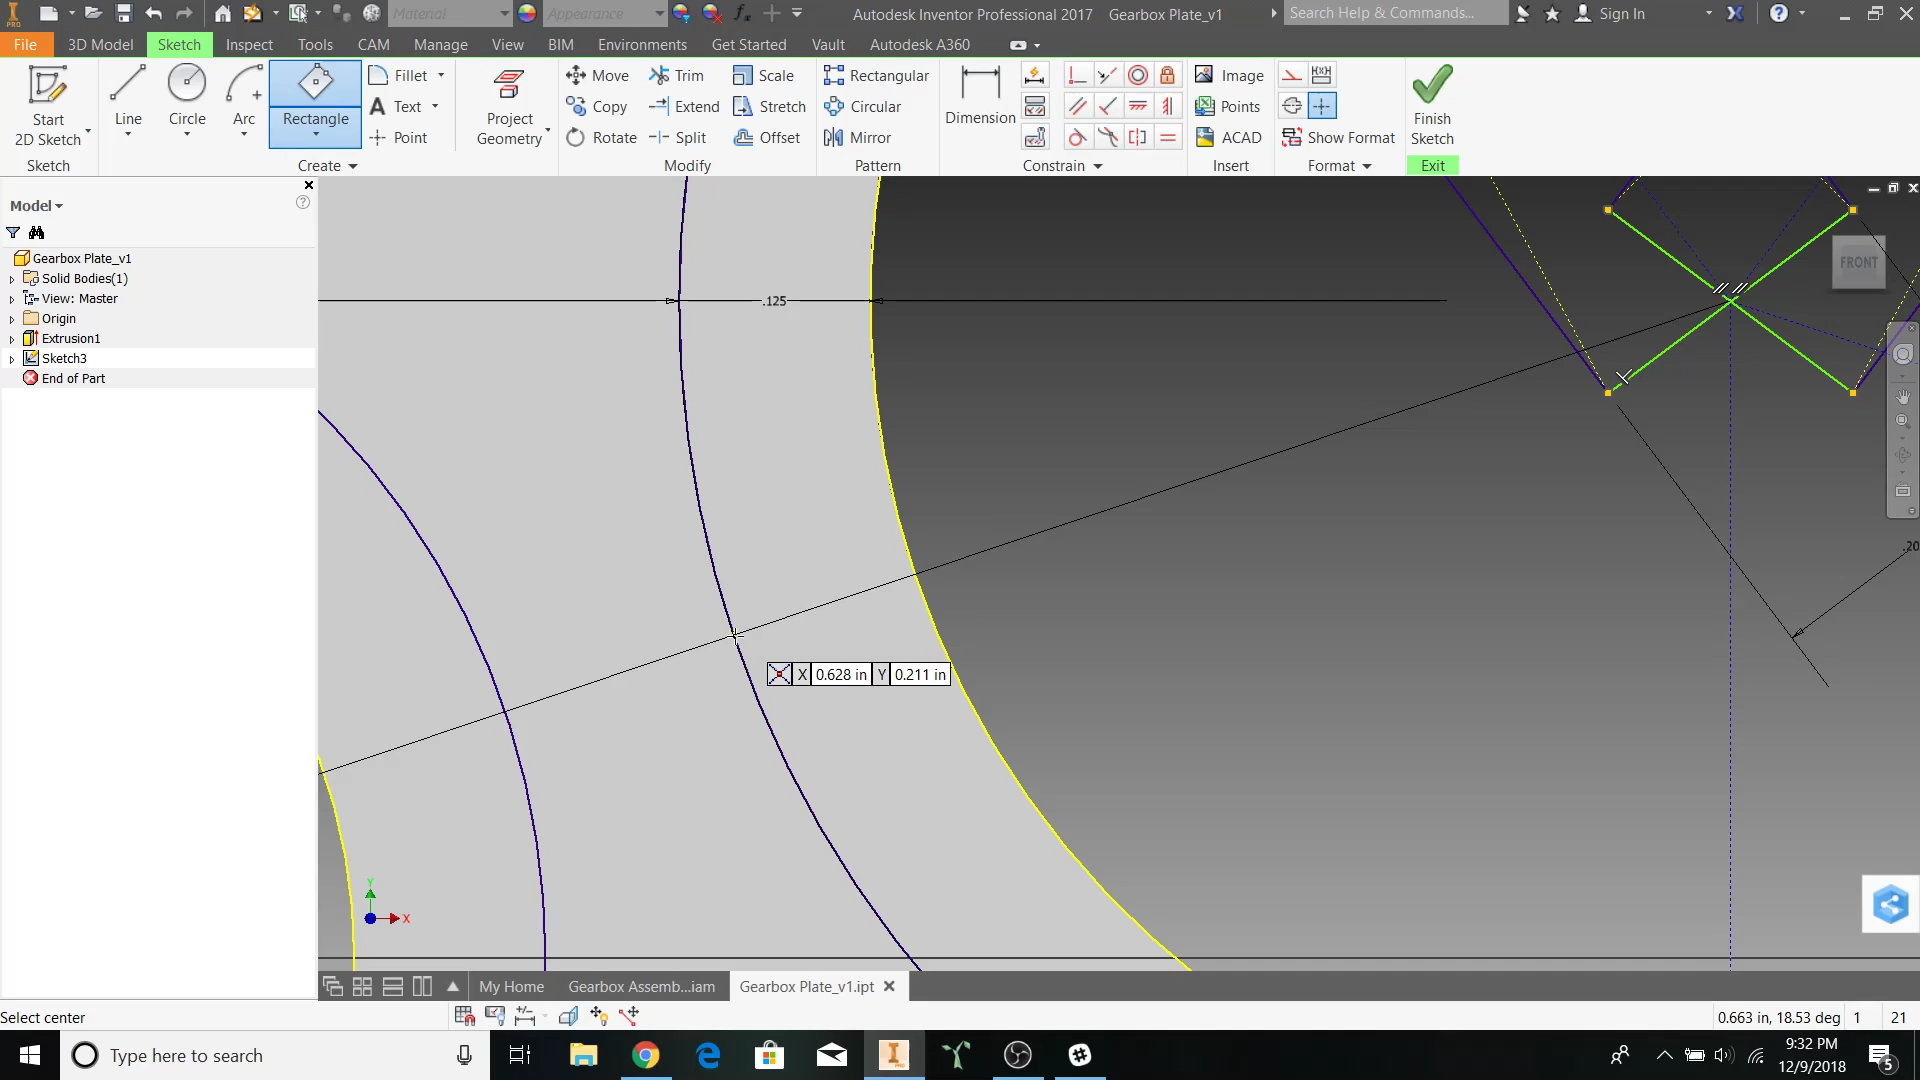 PRO
Material
Appearance
Autodesk Inventor Professional 2017 Gearbox Plate_v1
Search Help & Commands...
Sign In
File
3D Model
Sketch
Inspect
Tools
CAM
Manage
View
BIM
Environments
Get Started
Vault
Autodesk A360
Start
2D Sketch
Line
Circle
Arc
Rectangle
Fillet
Text
Point
Project
Geometry
Move
Copy
Rotate
Trim
Extend
Split
Scale
Stretch
Offset
Rectangular
Circular
Mirror
Dimension
Image
Points
ACAD
Show Format
Finish
Sketch
Sketch
Create
Modify
Pattern
Constrain
Insert
Format
Exit
Model
Gearbox Plate_v1
Solid Bodies(1)
View: Master
Origin
Extrusion1
Sketch3
End of Part
.125
FRONT
.20
X 0.628 in Y 0.211 in
Y
X
My Home
Gearbox Assemb...iam
Gearbox Plate_v1.ipt
Select center
0.663 in, 18.53 deg 1 21
Type here to search
9:32 PM
12/9/2018
5